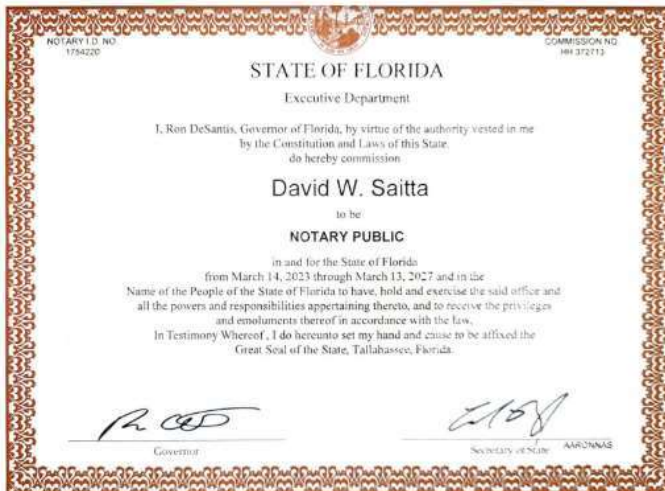 NOTARY I.D. NO.
1754220
COMMISSION NO.
HH 372713
STATE OF FLORIDA
Executive Department
I, Ron DeSantis, Governor of Florida, by virtue of the authority vested in me
by the Constitution and Laws of this State,
do hereby commission
David W. Saitta
to be
NOTARY PUBLIC
in and for the State of Florida
from March 14, 2023 through March 13, 2027 and in the
Name of the People of the State of Florida to have, hold and exercise the said office and
all the powers and responsibilities appertaining thereto, and to receive the privileges
and emoluments thereof in accordance with the law.
In Testimony Whereof, I do hereunto set my hand and cause to be affixed the
Great Seal of the State, Tallahassee, Florida.
Governor
Secretary of State
AARONNAS